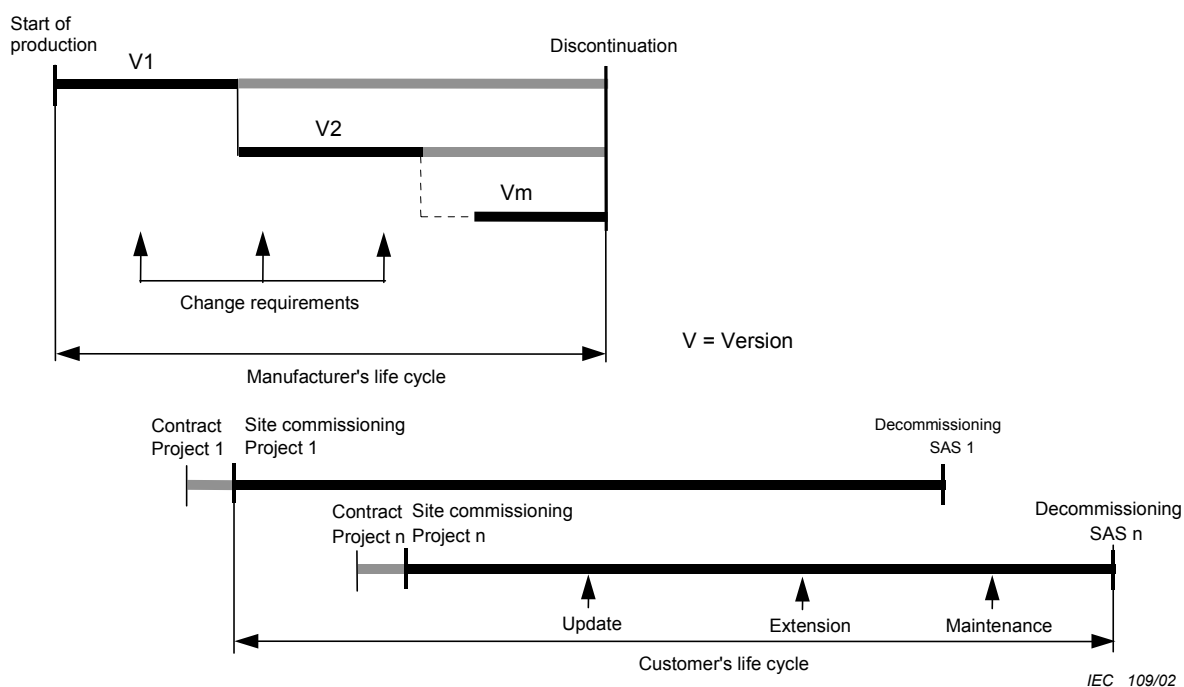 Start of
production
V1
Discontinuation
V2
Vm
Change requirements
V = Version
Manufacturer's life cycle
Contract
Project 1
Site commissioning
Project 1
Decommissioning
SAS 1
Contract
Project n
Site commissioning
Project n
Decommissioning
SAS n
Update
Extension
Maintenance
Customer's life cycle
IEC 109/02